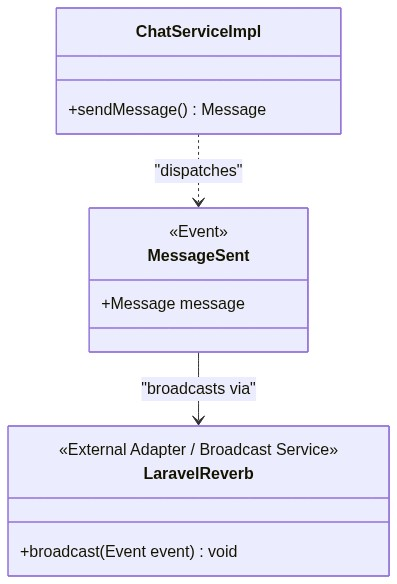 ChatServiceImpl
+sendMessage() : Message
"dispatches"
«Event»
MessageSent
+Message message
"broadcasts via"
«External Adapter / Broadcast Service»
LaravelReverb
+broadcast(Event event) : void